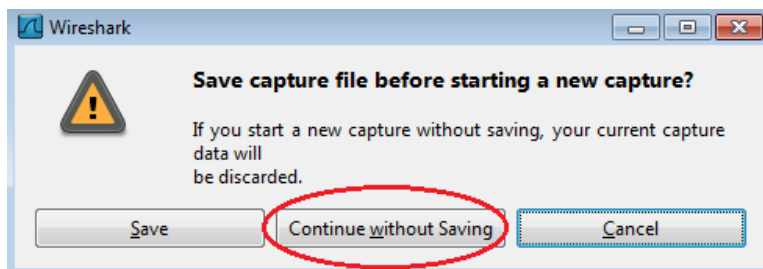 Wireshark
Save capture file before starting a new capture?
If you start a new capture without saving, your current capture
data will
be discarded.
Save
Continue without Saving
Cancel